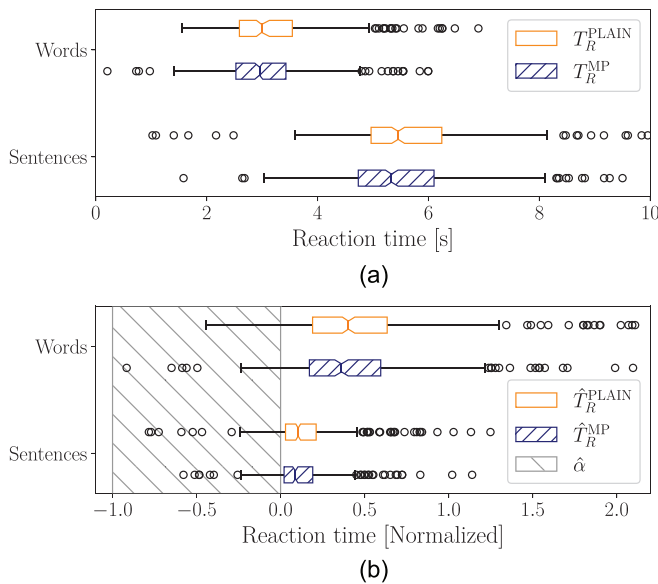 Words
Sentences
T_R^PLAIN
T_R^MP
0 2 4 6 8 10
Reaction time [s]
(a)
Words
Sentences
T̂_R^PLAIN
T̂_R^MP
α̂
−1.0 −0.5 0.0 0.5 1.0 1.5 2.0
Reaction time [Normalized]
(b)